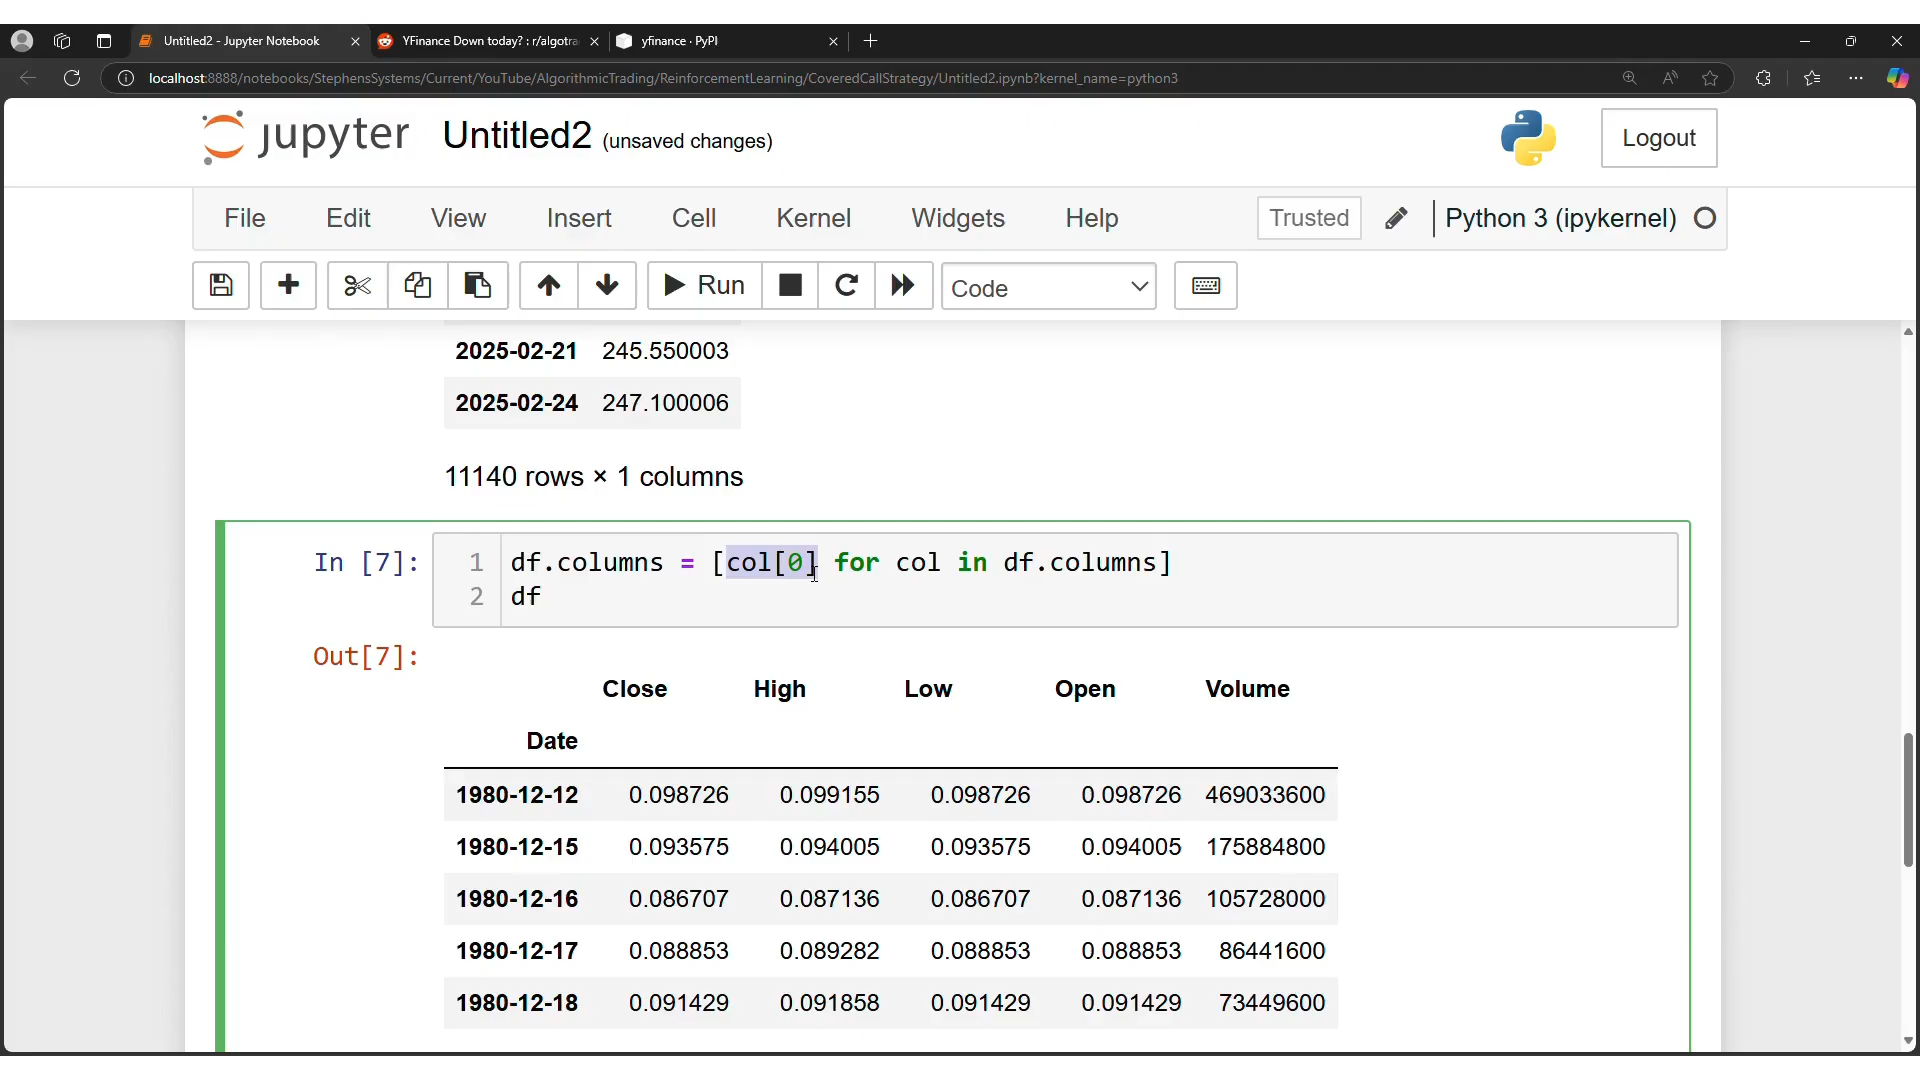 Untitled2 - Jupyter Notebook
YFinance Down today? : r/algotra
yfinance · PyPI
localhost:8888/notebooks/StephensSystems/Current/YouTube/AlgorithmicTrading/ReinforcementLearning/CoveredCallStrategy/Untitled2.ipynb?kernel_name=python3
jupyter Untitled2 (unsaved changes)
Logout
File Edit View Insert Cell Kernel Widgets Help Trusted Python 3 (ipykernel)
Run Code
2025-02-21 245.550003
2025-02-24 247.100006
11140 rows × 1 columns
In [7]: 1 df.columns = [col[0] for col in df.columns]
2 df
Out[7]:
Close High Low Open Volume
Date
1980-12-12 0.098726 0.099155 0.098726 0.098726 469033600
1980-12-15 0.093575 0.094005 0.093575 0.094005 175884800
1980-12-16 0.086707 0.087136 0.086707 0.087136 105728000
1980-12-17 0.088853 0.089282 0.088853 0.088853 86441600
1980-12-18 0.091429 0.091858 0.091429 0.091429 73449600